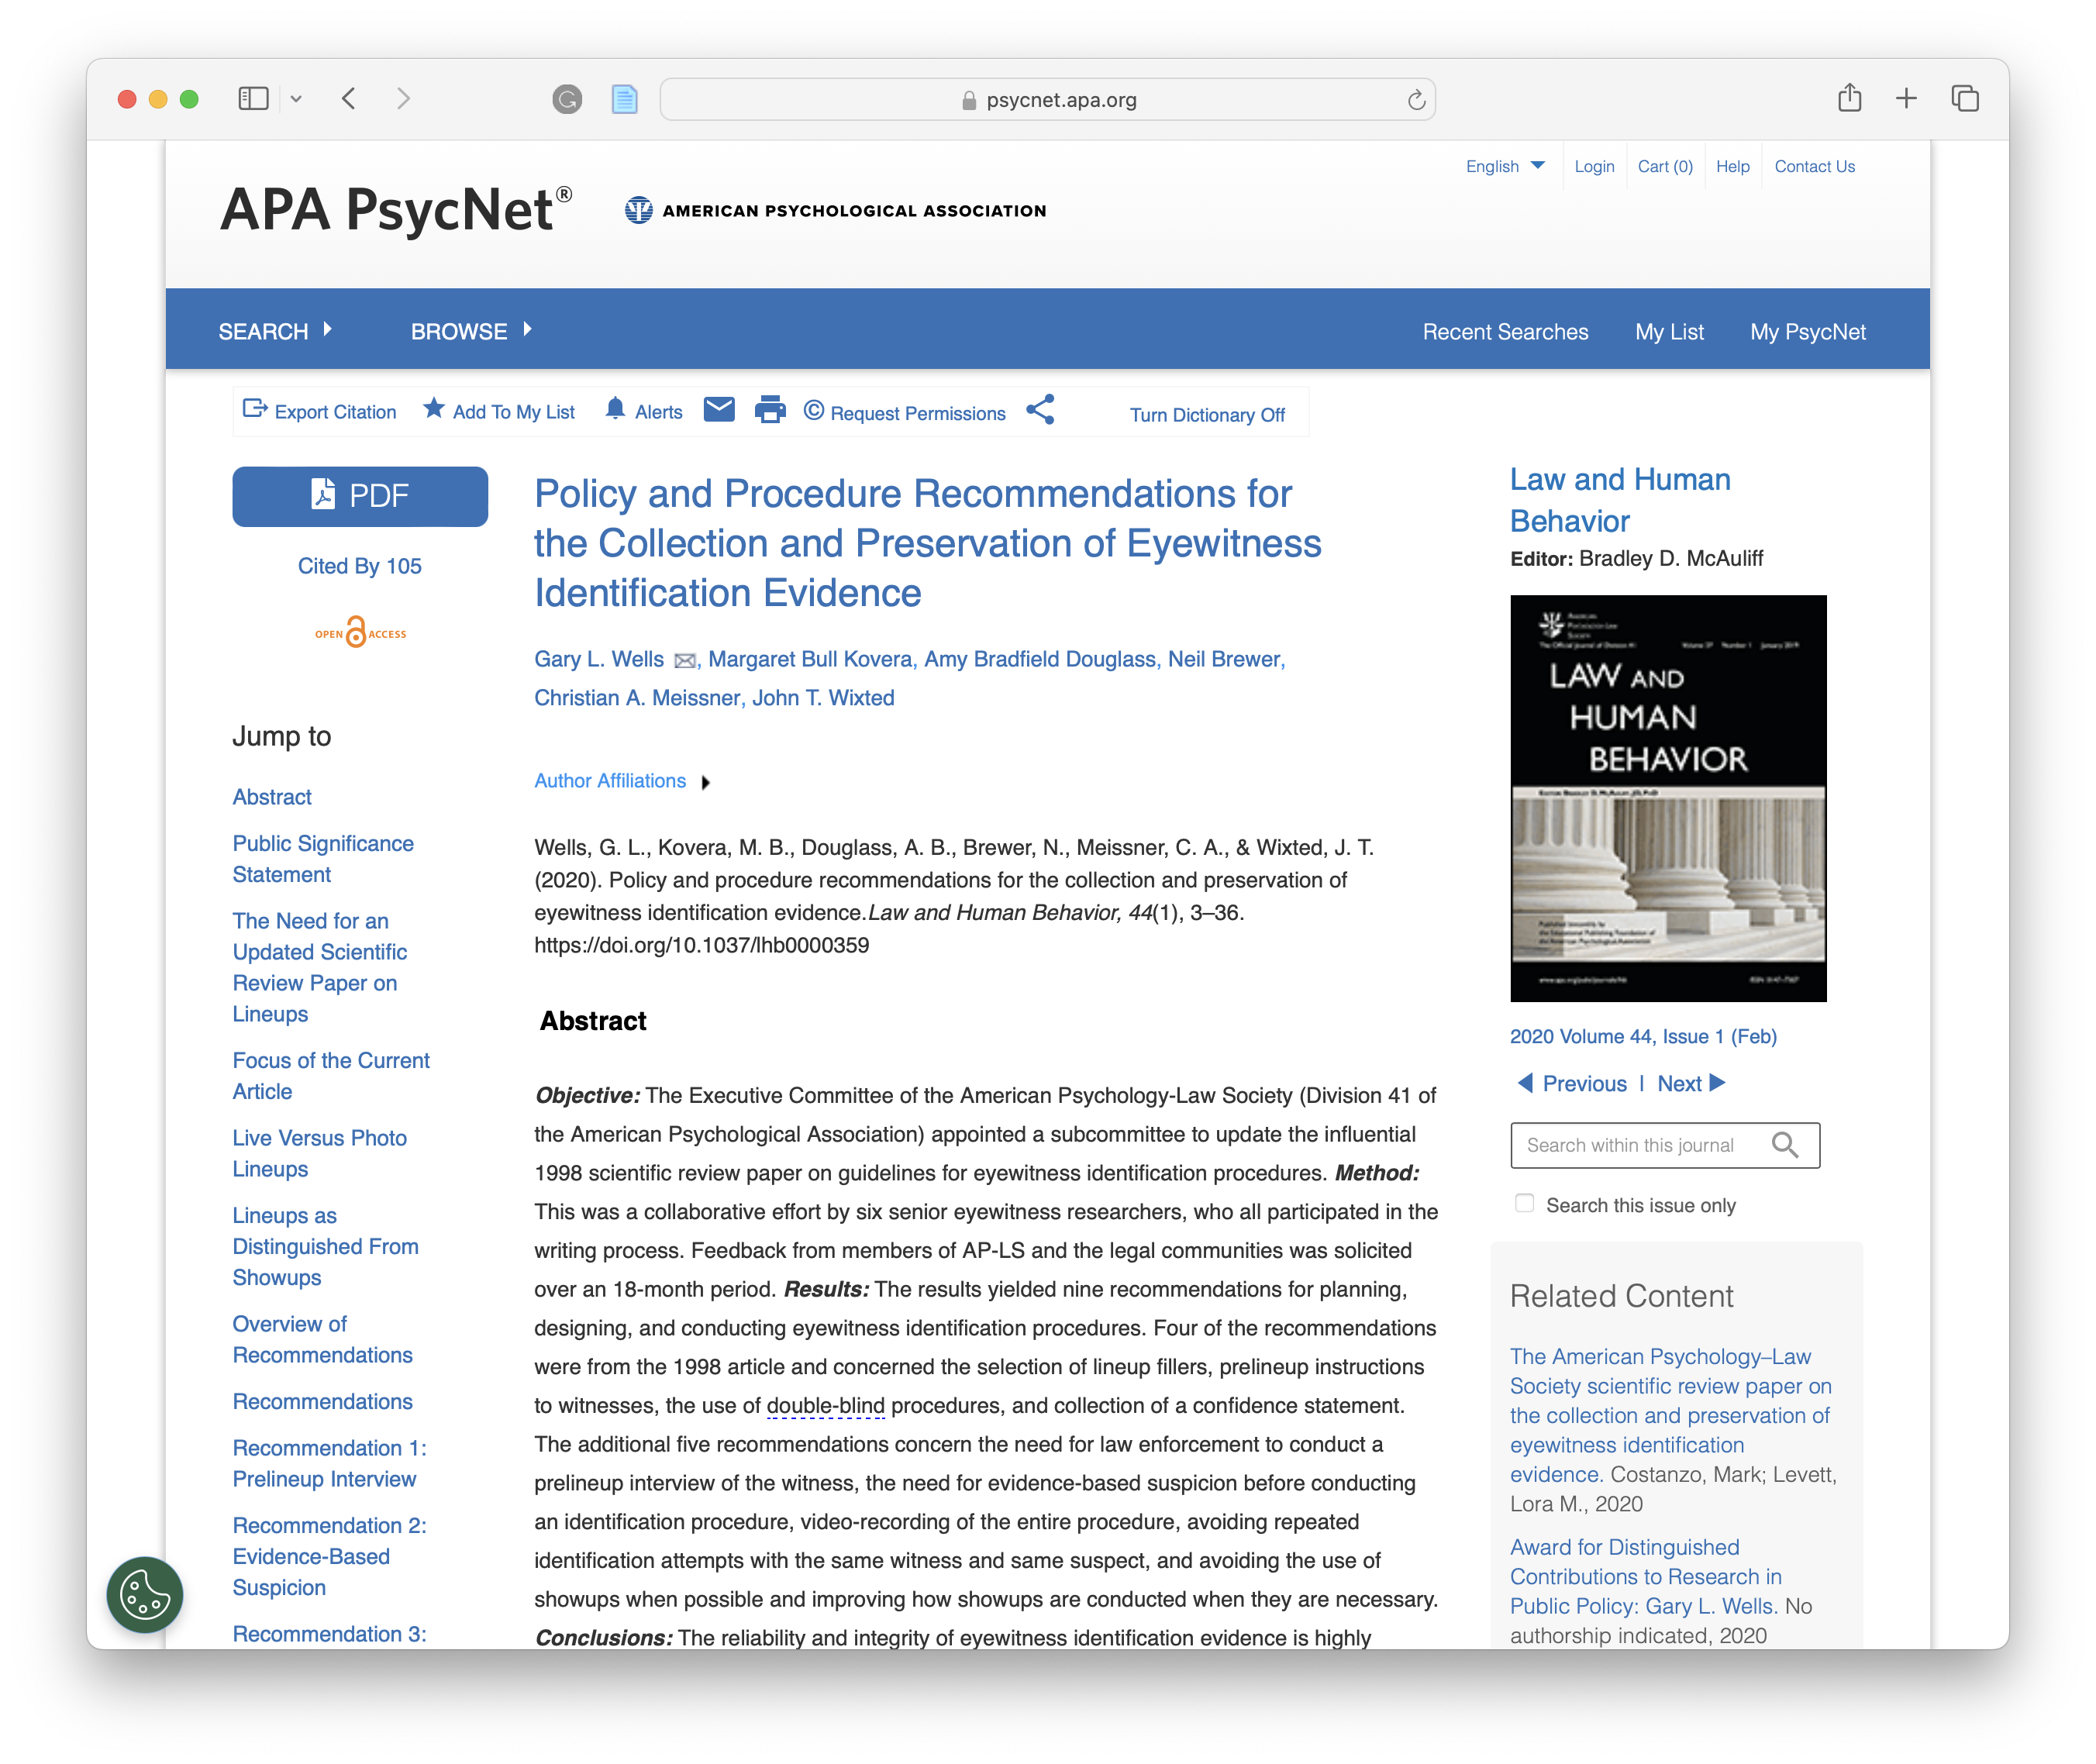 psycnet.apa.org
English
Login
Cart (0)
Help
Contact Us
APA PsycNet®
AMERICAN PSYCHOLOGICAL ASSOCIATION
SEARCH
BROWSE
Recent Searches
My List
My PsycNet
Export Citation
Add To My List
Alerts
© Request Permissions
Turn Dictionary Off
PDF
Cited By 105
OPEN ACCESS
Jump to
Abstract
Public Significance
Statement
The Need for an
Updated Scientific
Review Paper on
Lineups
Focus of the Current
Article
Live Versus Photo
Lineups
Lineups as
Distinguished From
Showups
Overview of
Recommendations
Recommendations
Recommendation 1:
Prelineup Interview
Recommendation 2:
Evidence-Based
Suspicion
Recommendation 3:
Policy and Procedure Recommendations for
the Collection and Preservation of Eyewitness
Identification Evidence
Gary L. Wells , Margaret Bull Kovera, Amy Bradfield Douglass, Neil Brewer,
Christian A. Meissner, John T. Wixted
Author Affiliations
Wells, G. L., Kovera, M. B., Douglass, A. B., Brewer, N., Meissner, C. A., & Wixted, J. T.
(2020). Policy and procedure recommendations for the collection and preservation of
eyewitness identification evidence.Law and Human Behavior, 44(1), 3–36.
https://doi.org/10.1037/lhb0000359
Abstract
Objective: The Executive Committee of the American Psychology-Law Society (Division 41 of
the American Psychological Association) appointed a subcommittee to update the influential
1998 scientific review paper on guidelines for eyewitness identification procedures. Method:
This was a collaborative effort by six senior eyewitness researchers, who all participated in the
writing process. Feedback from members of AP-LS and the legal communities was solicited
over an 18-month period. Results: The results yielded nine recommendations for planning,
designing, and conducting eyewitness identification procedures. Four of the recommendations
were from the 1998 article and concerned the selection of lineup fillers, prelineup instructions
to witnesses, the use of double-blind procedures, and collection of a confidence statement.
The additional five recommendations concern the need for law enforcement to conduct a
prelineup interview of the witness, the need for evidence-based suspicion before conducting
an identification procedure, video-recording of the entire procedure, avoiding repeated
identification attempts with the same witness and same suspect, and avoiding the use of
showups when possible and improving how showups are conducted when they are necessary.
Conclusions: The reliability and integrity of eyewitness identification evidence is highly
Law and Human
Behavior
Editor: Bradley D. McAuliff
LAW AND
HUMAN
BEHAVIOR
2020 Volume 44, Issue 1 (Feb)
Previous | Next
Search within this journal
Search this issue only
Related Content
The American Psychology–Law
Society scientific review paper on
the collection and preservation of
eyewitness identification
evidence. Costanzo, Mark; Levett,
Lora M., 2020
Award for Distinguished
Contributions to Research in
Public Policy: Gary L. Wells. No
authorship indicated, 2020